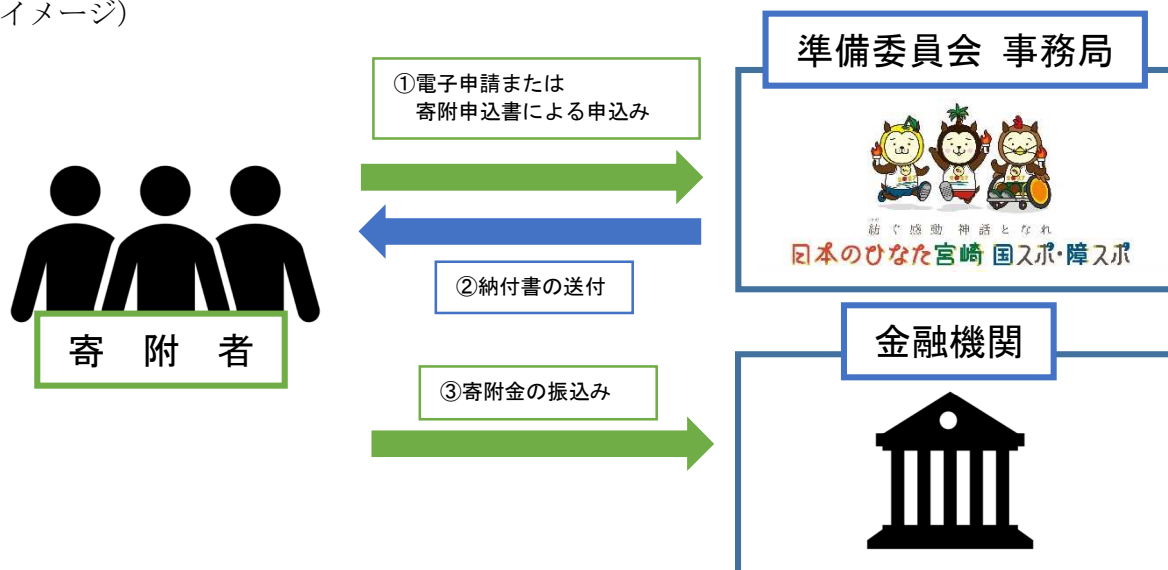 イメージ）
準備委員会 事務局
①電子申請または
寄附申込書による申込み
紡ぐ感動 神話となれ
日本のひなた宮崎 国スポ・障スポ
②納付書の送付
寄 附 者
金融機関
③寄附金の振込み